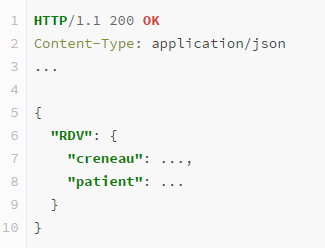 1 HTTP/1.1 200 OK
2 Content-Type: application/json
3 ...
4
5 {
6   "RDV": {
7     "creneau": ...,
8     "patient": ...
9   }
10 }